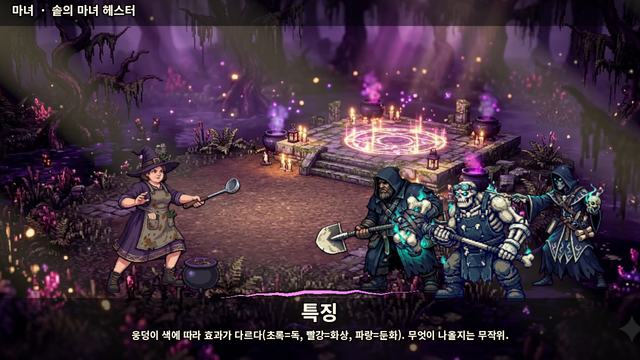 마녀 · 솥의 마녀 헤스터
특징
웅덩이 색에 따라 효과가 다르다(초록=독, 빨강=화상, 파랑=둔화). 무엇이 나올지는 무작위.